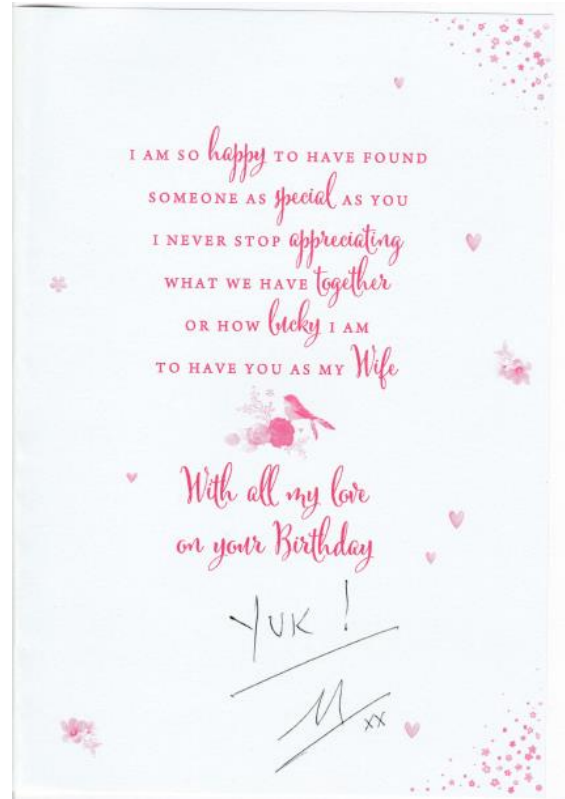 I AM SO happy TO HAVE FOUND
SOMEONE AS special AS YOU
I NEVER STOP appreciating
WHAT WE HAVE together
OR HOW lucky I AM
TO HAVE YOU AS MY Wife
With all my love
on your Birthday
YUK !
M xx